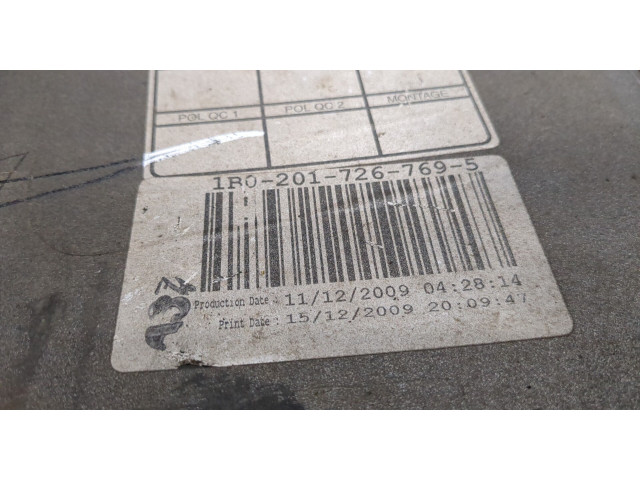 POL QC 1 POL QC 2 MONTAGE
1R0-201-726-769-5
Production Date : 11/12/2009 04:28:14
Print Date : 15/12/2009 20:09:47